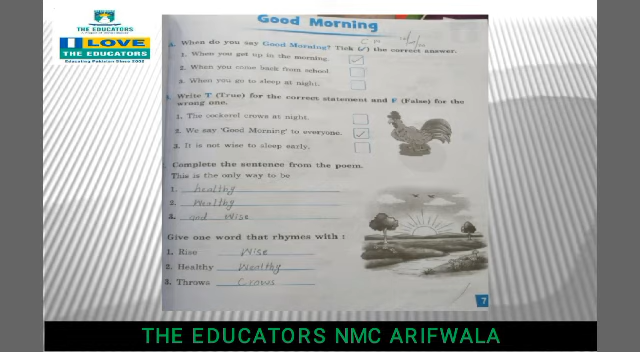 THE EDUCATORS
I LOVE
THE EDUCATORS
Educating Pakistan Since 2002
Good Morning
When do you say Good Morning? Tick (✓) the correct answer.
1. When you get up in the morning. ✓
2. When you come back from school
3. When you go to sleep at night.
Write T (True) for the correct statement and F (False) for the
wrong one.
1. The cockerel crows at night.
2. We say 'Good Morning' to everyone. ✓
3. It is not wise to sleep early.
Complete the sentence from the poem.
This is the only way to be
1. healthy
2. Wealthy
3. and Wise
Give one word that rhymes with :
1. Rise Wise
2. Healthy Wealthy
3. Throws Crows
7
THE EDUCATORS NMC ARIFWALA